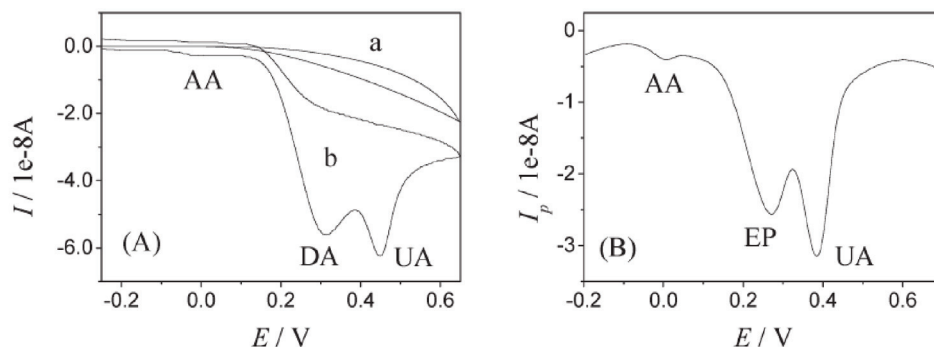 0.0
-2.0
-4.0
-6.0
I / 1e-8A
a
AA
b
(A)
DA
UA
-0.2 0.0 0.2 0.4 0.6
E / V
0
-1
-2
-3
I_p / 1e-8A
AA
EP
(B)
UA
-0.2 0.0 0.2 0.4 0.6
E / V